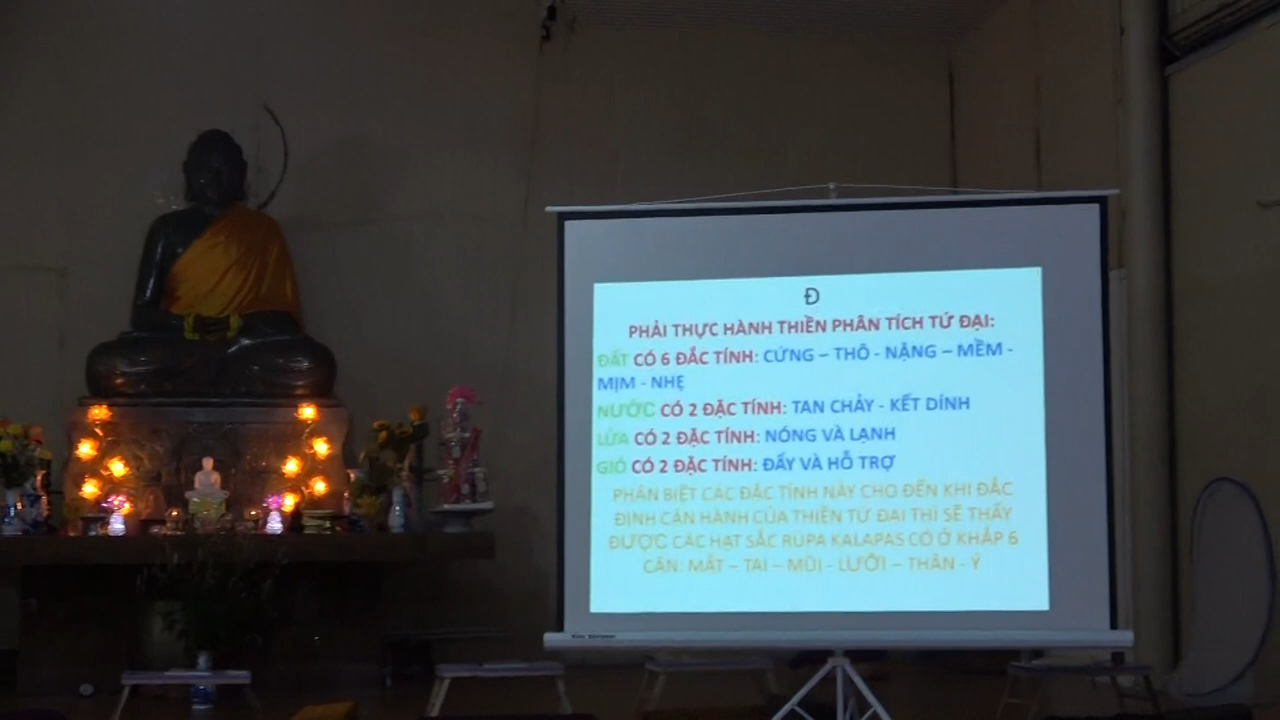 Đ
PHẢI THỰC HÀNH THIỀN PHÂN TÍCH TỨ ĐẠI:
ĐẤT CÓ 6 ĐẮC TÍNH: CỨNG – THÔ - NẶNG – MỀM -
MỊM - NHẸ
NƯỚC CÓ 2 ĐẶC TÍNH: TAN CHẢY - KẾT DÍNH
LỬA CÓ 2 ĐẶC TÍNH: NÓNG VÀ LẠNH
GIÓ CÓ 2 ĐẶC TÍNH: ĐẨY VÀ HỖ TRỢ
PHÂN BIỆT CÁC ĐẶC TÍNH NÀY CHO ĐẾN KHI ĐẮC
ĐỊNH CẬN HÀNH CỦA THIỀN TỨ ĐẠI THÌ SẼ THẤY
ĐƯỢC CÁC HẠT SẮC RUPA KALAPAS CÓ Ở KHẮP 6
CĂN: MẮT – TAI – MŨI - LƯỠI – THÂN - Ý